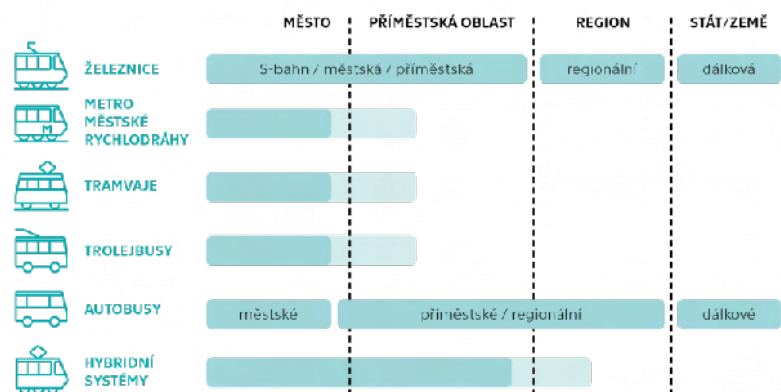 MĚSTO PŘÍMĚSTSKÁ OBLAST REGION STÁT/ZEMĚ
ŽELEZNICE S-bahn / městská / příměstská regionální dálková
METRO
MĚSTSKÉ
RYCHLODRÁHY
M
TRAMVAJE
TROLEJBUSY
AUTOBUSY městské příměstské / regionální dálkové
HYBRIDNÍ
SYSTÉMY